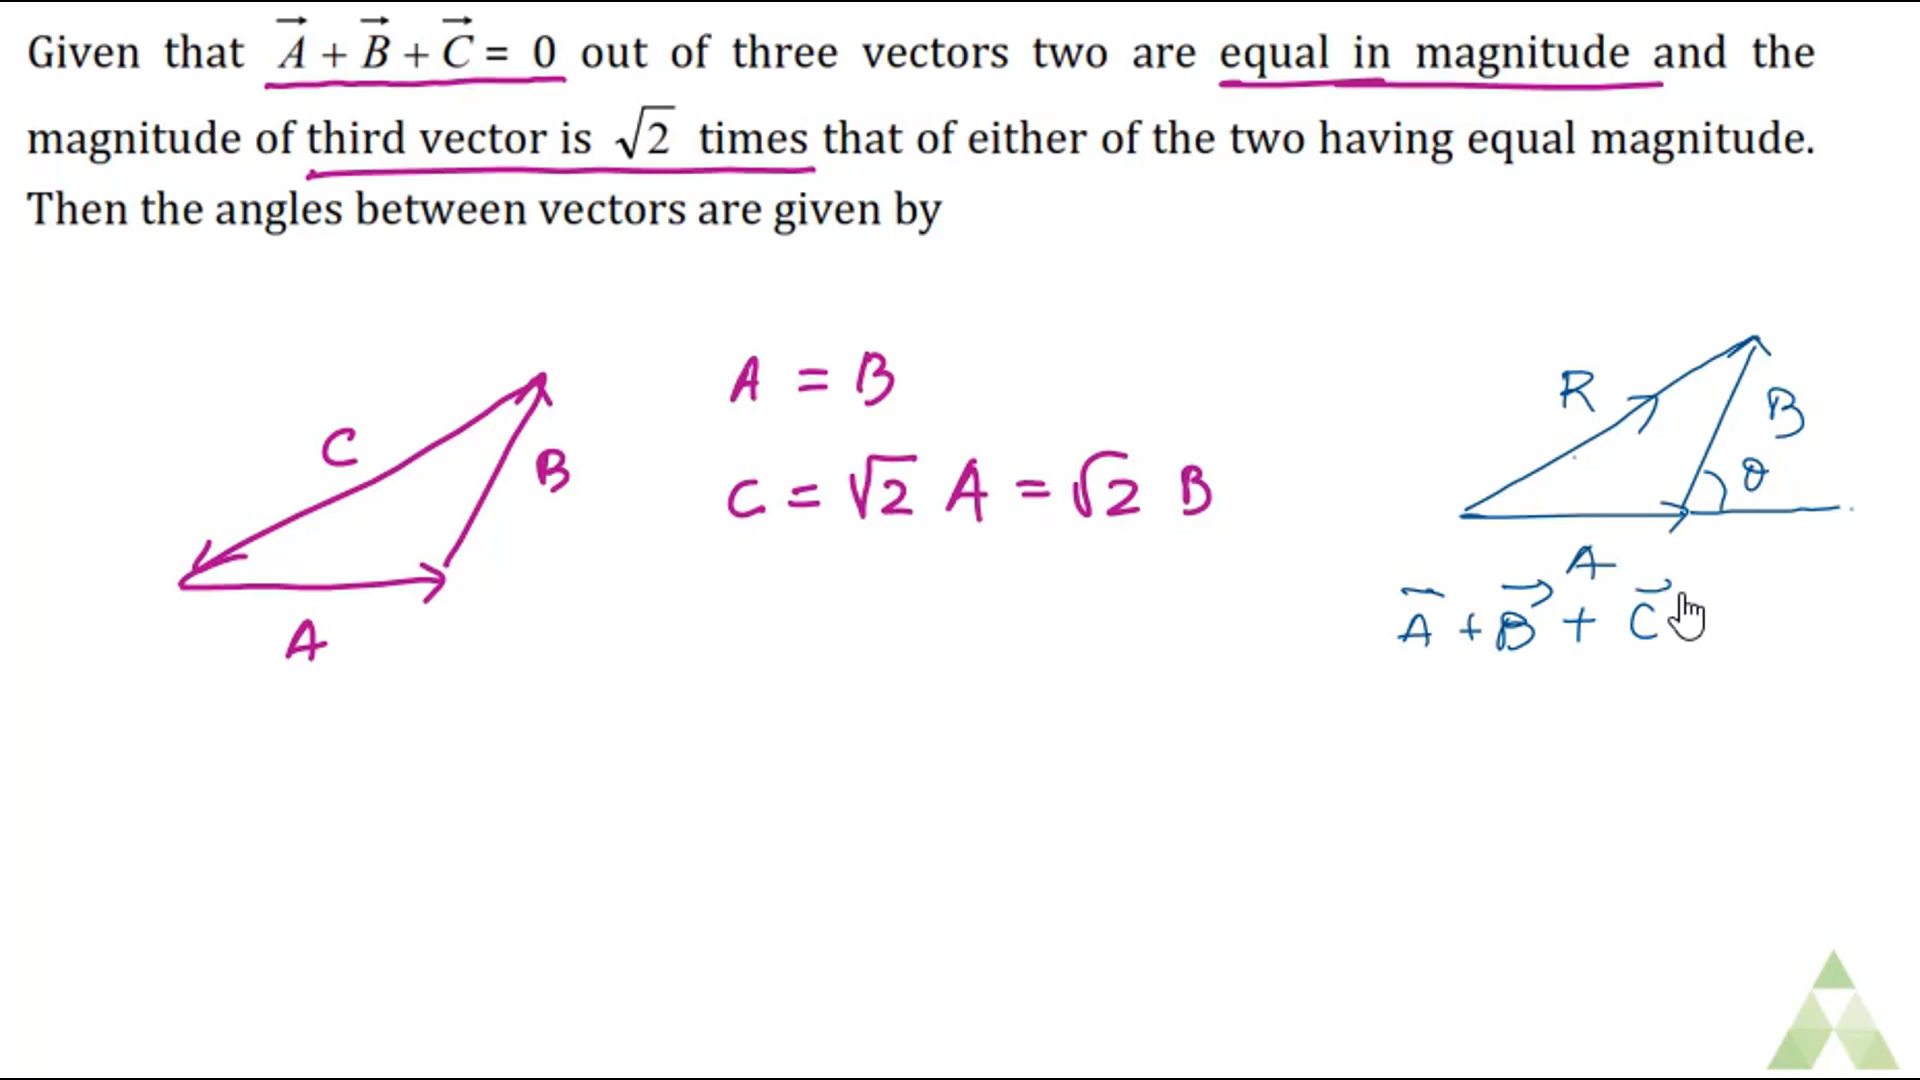 Given that A⃗ + B⃗ + C⃗ = 0 out of three vectors two are equal in magnitude and the
magnitude of third vector is √2 times that of either of the two having equal magnitude.
Then the angles between vectors are given by
C
B
A
A = B
C = √2 A = √2 B
R
B
θ
A
A⃗ + B⃗ + C⃗